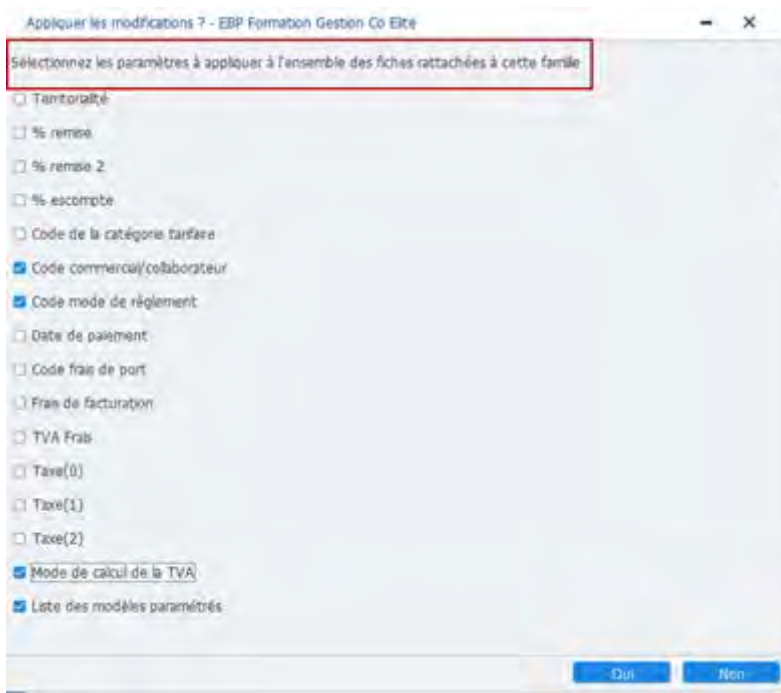 Appliquer les modifications ? - EBP Formation Gestion Co Elite
Sélectionnez les paramètres à appliquer à l'ensemble des fiches rattachées à cette famille
Territorialité
% remise
% remise 2
% escompte
Code de la catégorie tarifaire
Code commercial/collaborateur
Code mode de règlement
Date de paiement
Code frais de port
Frais de facturation
TVA Frais
Taxe(0)
Taxe(1)
Taxe(2)
Mode de calcul de la TVA
Liste des modèles paramétrés
Oui Non